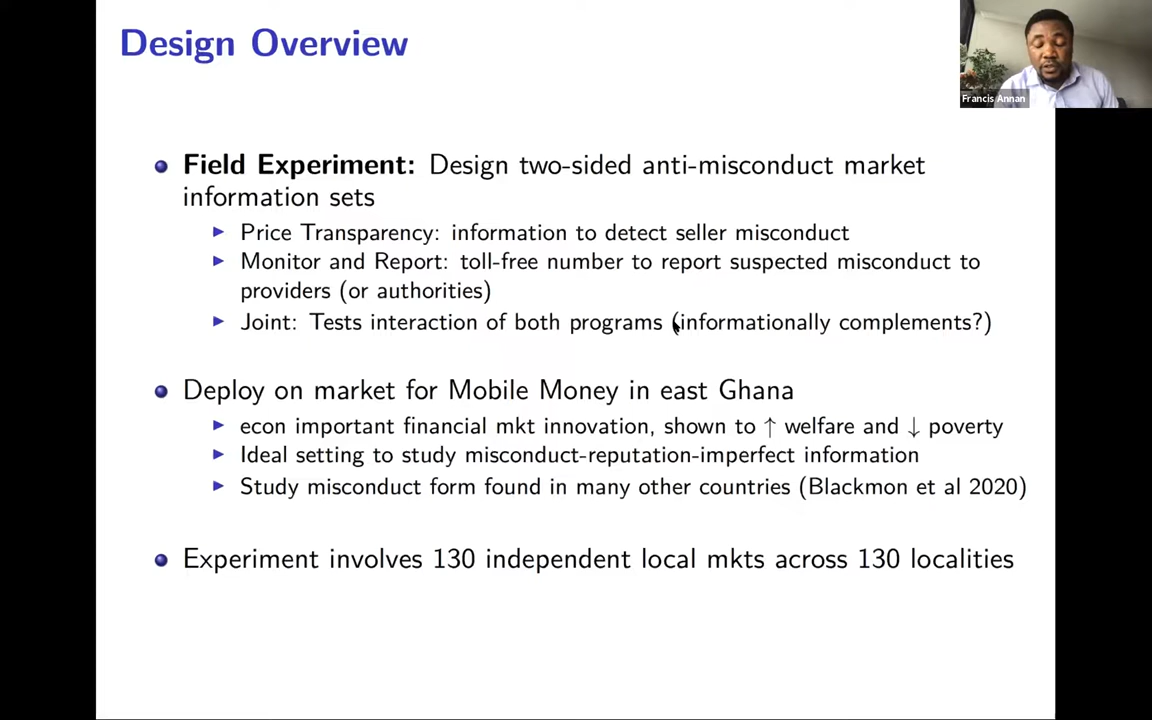 Design Overview
Francis Annan
Field Experiment: Design two-sided anti-misconduct market
information sets
Price Transparency: information to detect seller misconduct
Monitor and Report: toll-free number to report suspected misconduct to
providers (or authorities)
Joint: Tests interaction of both programs (informationally complements?)
Deploy on market for Mobile Money in east Ghana
econ important financial mkt innovation, shown to ↑ welfare and ↓ poverty
Ideal setting to study misconduct-reputation-imperfect information
Study misconduct form found in many other countries (Blackmon et al 2020)
Experiment involves 130 independent local mkts across 130 localities